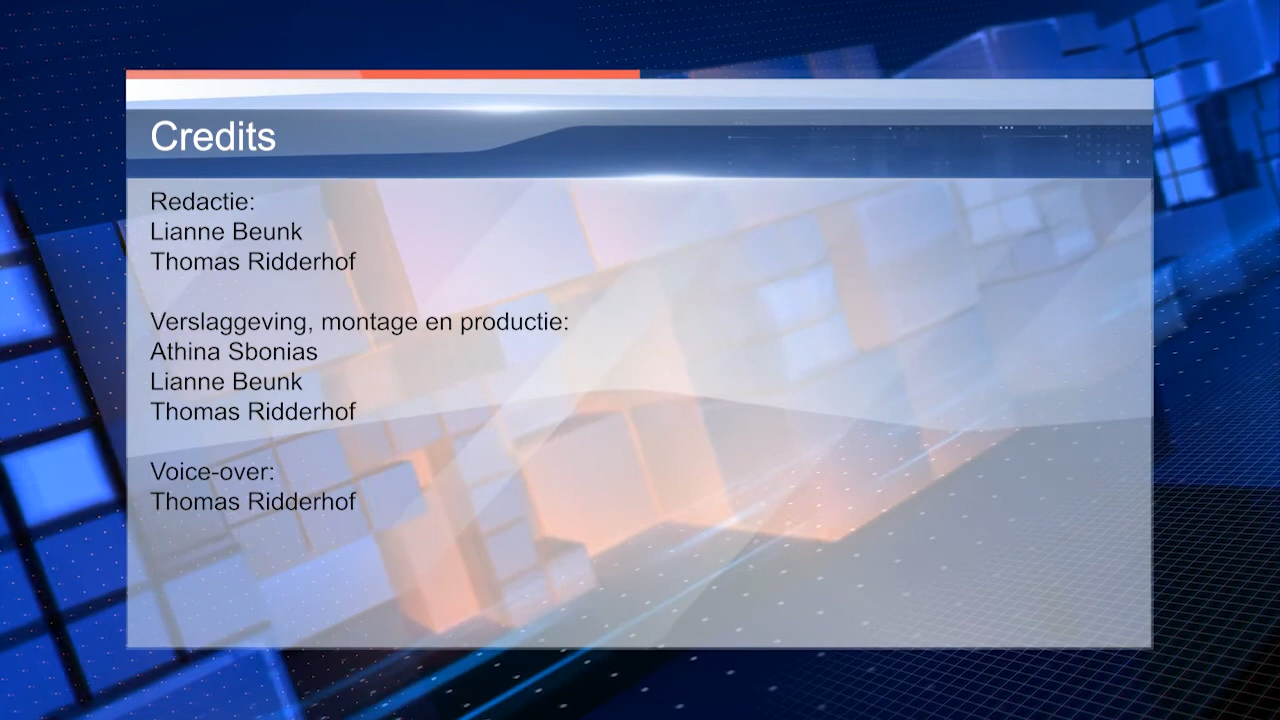 Credits
Redactie:
Lianne Beunk
Thomas Ridderhof
Verslaggeving, montage en productie:
Athina Sbonias
Lianne Beunk
Thomas Ridderhof
Voice-over:
Thomas Ridderhof